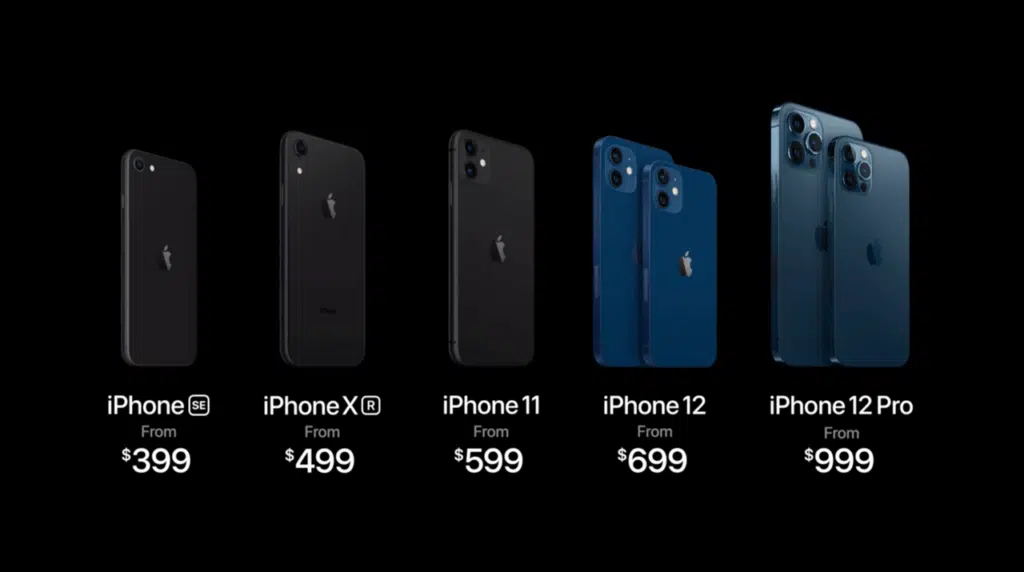 iPhone SE
From
$399
iPhone XR
From
$499
iPhone 11
From
$599
iPhone 12
From
$699
iPhone 12 Pro
From
$999